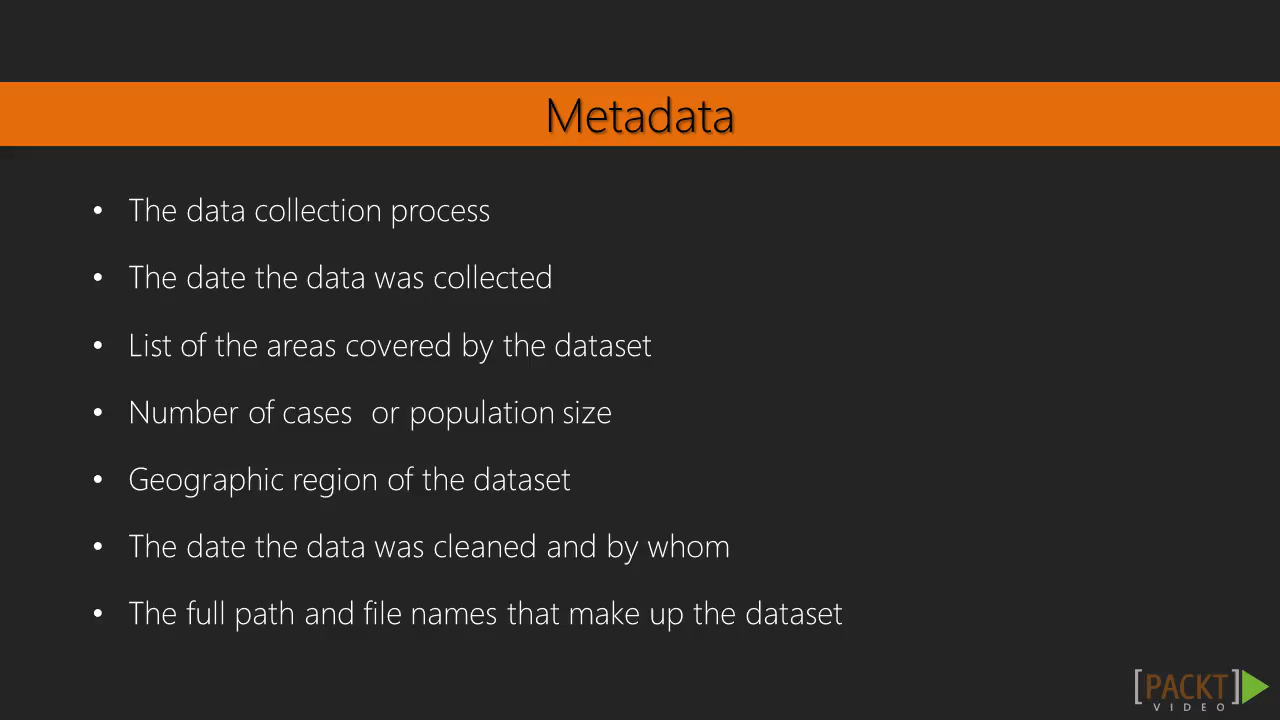 Metadata
• The data collection process
• The date the data was collected
• List of the areas covered by the dataset
• Number of cases  or population size
• Geographic region of the dataset
• The date the data was cleaned and by whom
• The full path and file names that make up the dataset
[PACKT]
VIDEO